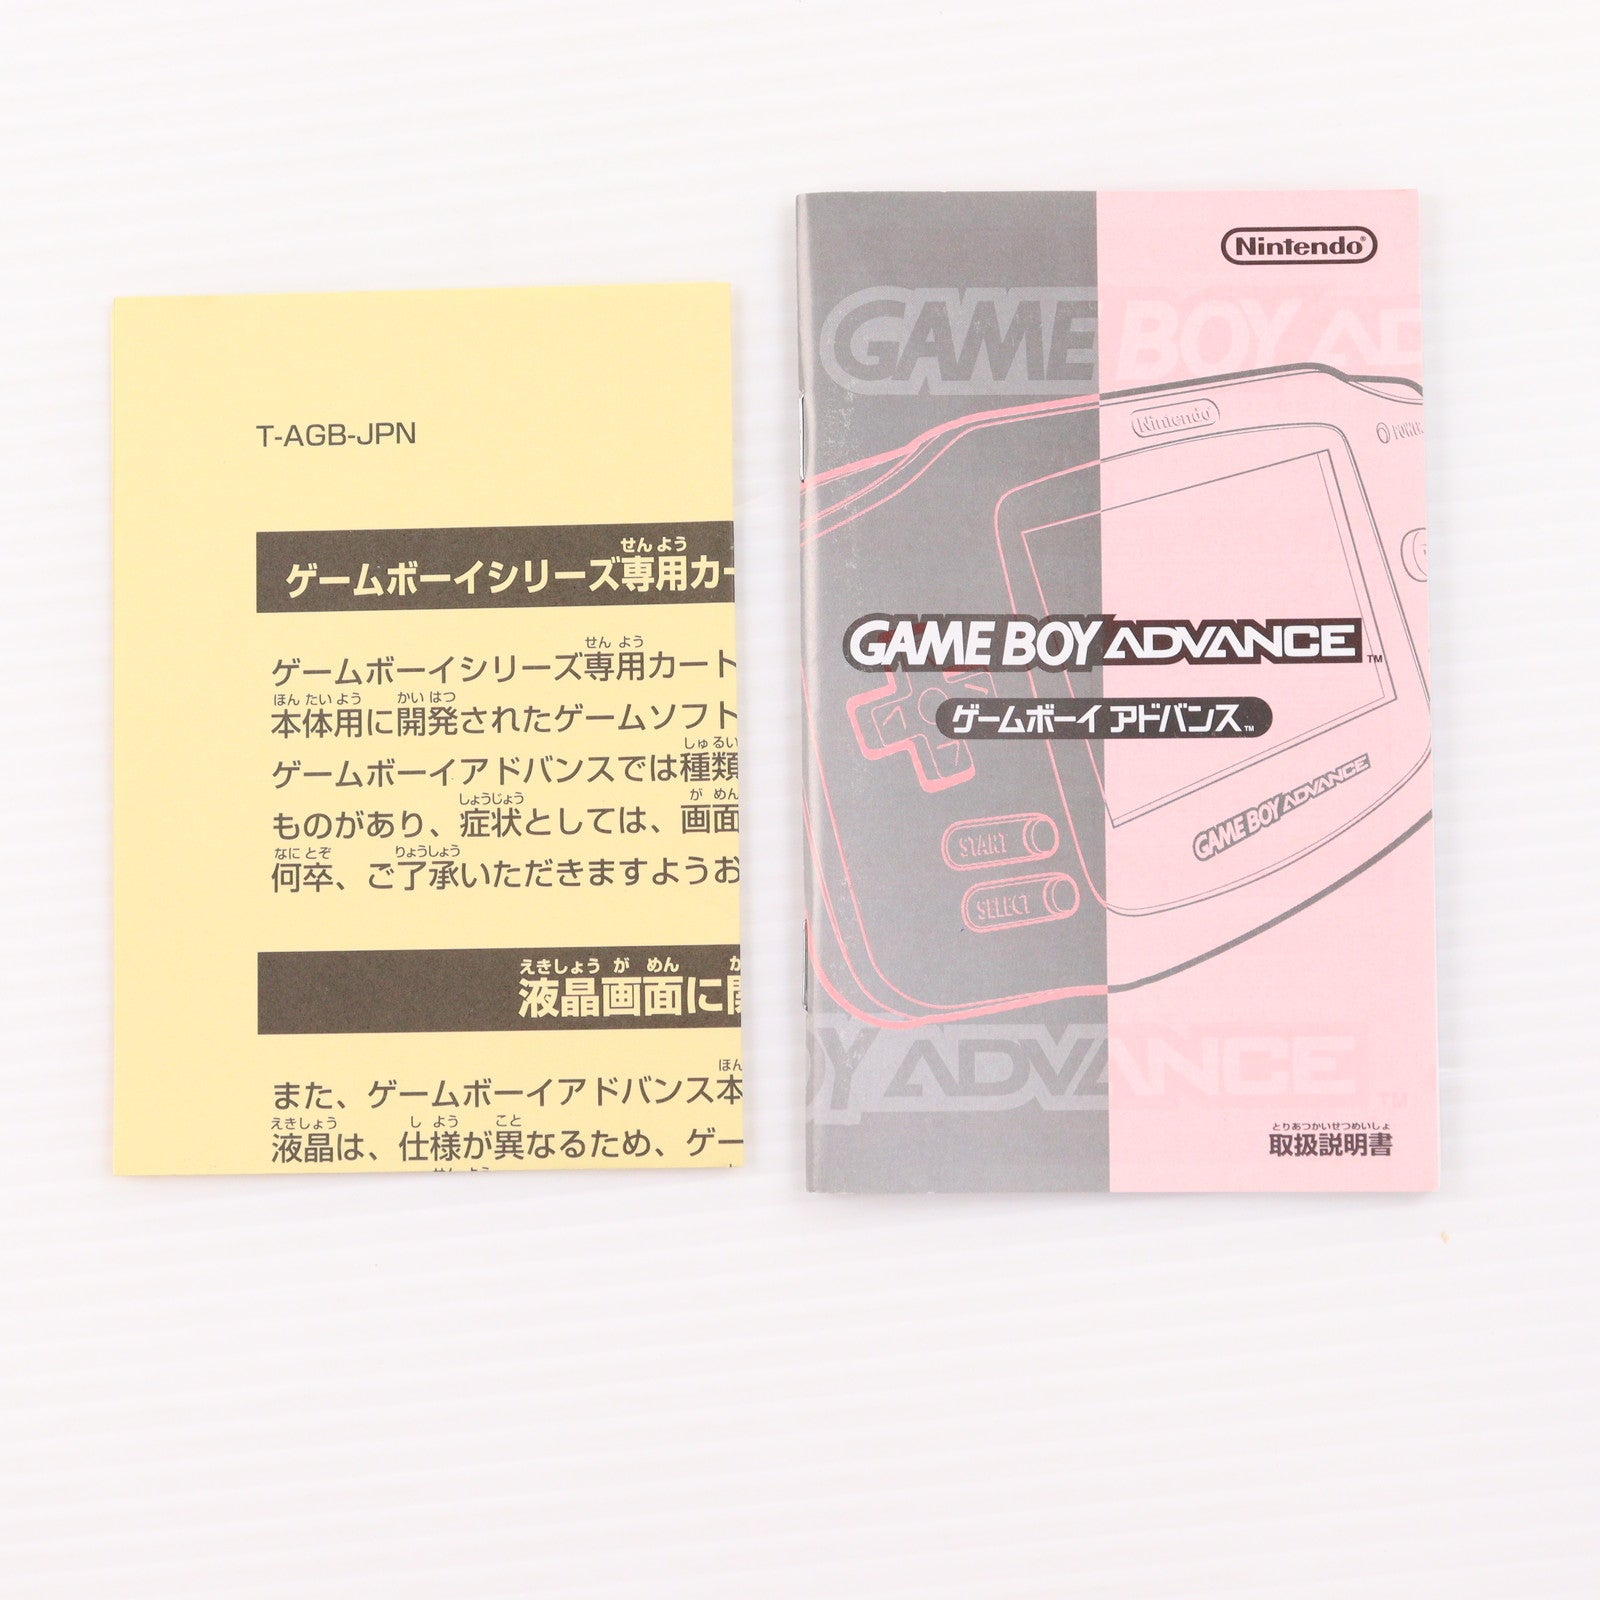 T-AGB-JPN
せんよう
ゲームボーイシリーズ専用カー
せんよう
ゲームボーイシリーズ専用カート
ほんたいよう かいはつ
本体用に開発されたゲームソフト
しゅるい
ゲームボーイアドバンスでは種類
しょうじょう がめん
ものがあり、症状としては、画面
なにとぞ りょうしょう
何卒、ご了承いただきますようお
えきしょう がめん
液晶画面に
ほん
また、ゲームボーイアドバンス本
えきしょう しよう こと
液晶は、仕様が異なるため、ゲー
Nintendo®
GAME BOY AD
Nintendo
POWER
GAME BOY ADVANCE™
ゲームボーイ アドバンス™
GAME BOY ADVANCE
START
SELECT
OY ADVANCE™
とりあつかいせつめいしょ
取扱説明書